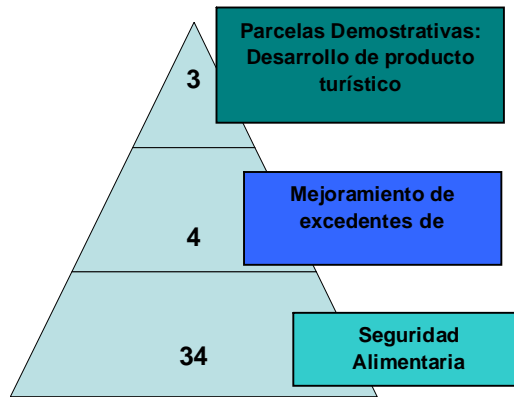 Parcelas Demostrativas:
Desarrollo de producto
turístico
3
Mejoramiento de
excedentes de
4
Seguridad
Alimentaria
34